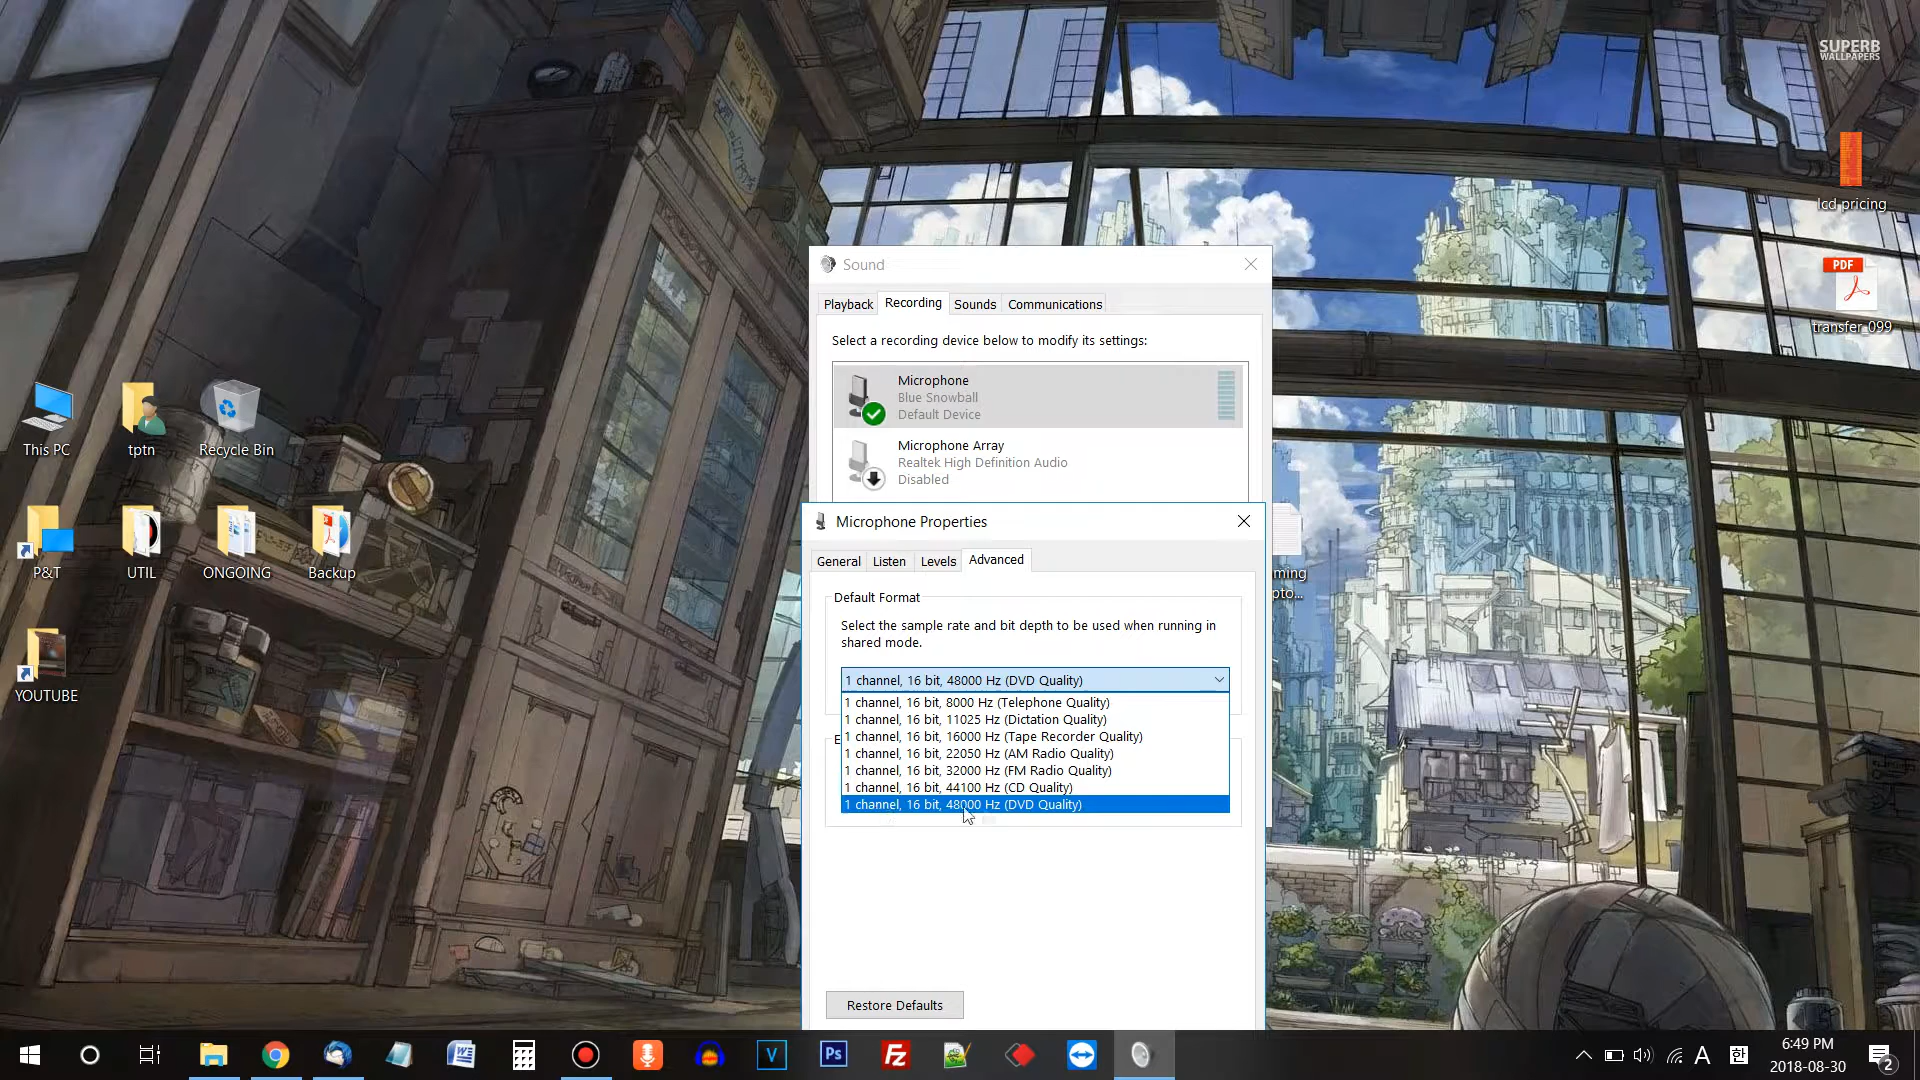 SUPERB
WALLPAPERS
lcd pricing
PDF
transfer_099
This PC
tptn
Recycle Bin
P&T
UTIL
ONGOING
Backup
YOUTUBE
ming
pto...
Sound
Playback
Recording
Sounds
Communications
Select a recording device below to modify its settings:
Microphone
Blue Snowball
Default Device
Microphone Array
Realtek High Definition Audio
Disabled
Microphone Properties
General
Listen
Levels
Advanced
Default Format
Select the sample rate and bit depth to be used when running in
shared mode.
1 channel, 16 bit, 48000 Hz (DVD Quality)
1 channel, 16 bit, 8000 Hz (Telephone Quality)
1 channel, 16 bit, 11025 Hz (Dictation Quality)
1 channel, 16 bit, 16000 Hz (Tape Recorder Quality)
1 channel, 16 bit, 22050 Hz (AM Radio Quality)
1 channel, 16 bit, 32000 Hz (FM Radio Quality)
1 channel, 16 bit, 44100 Hz (CD Quality)
1 channel, 16 bit, 48000 Hz (DVD Quality)
Restore Defaults
V
Ps
Fz
A
한
6:49 PM
2018-08-30
2